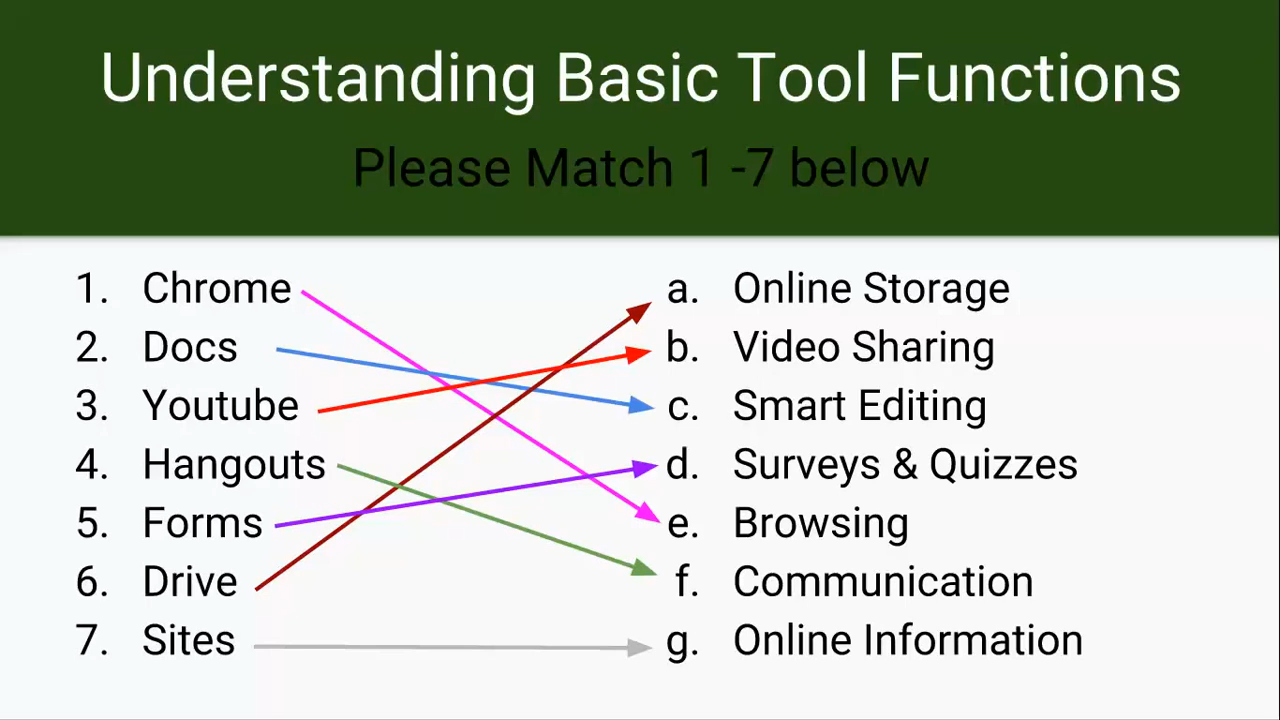 Understanding Basic Tool Functions
Please Match 1 -7 below
1. Chrome
2. Docs
3. Youtube
4. Hangouts
5. Forms
6. Drive
7. Sites
a. Online Storage
b. Video Sharing
c. Smart Editing
d. Surveys & Quizzes
e. Browsing
f. Communication
g. Online Information